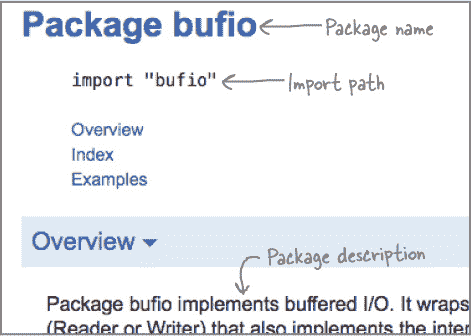 Package bufio Package name
import "bufio" Import path
Overview
Index
Examples
Overview
Package description
Package bufio implements buffered I/O. It wraps
(Reader or Writer) that also implements the inter